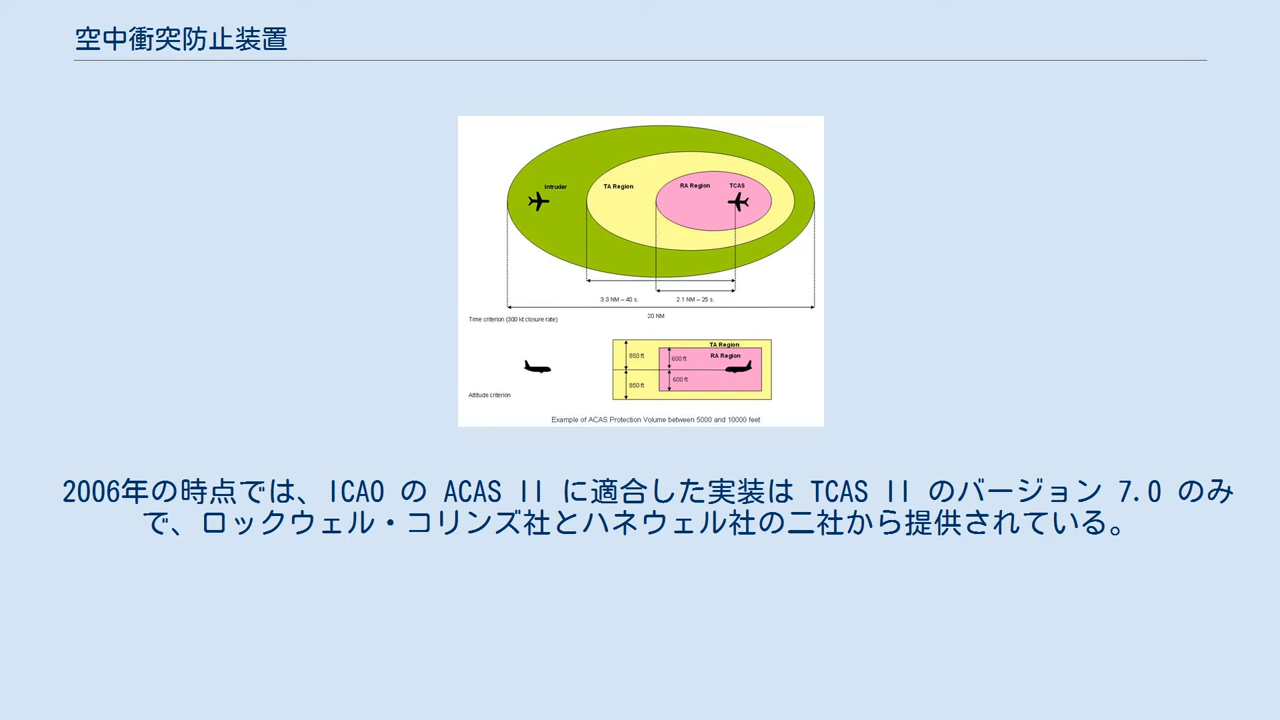 空中衝突防止装置
Intruder
TA Region
RA Region
TCAS
3.3 NM – 40 s.
2.1 NM – 25 s.
20 NM
Time criterion (300 kt closure rate)
TA Region
RA Region
850 ft
600 ft
850 ft
600 ft
Altitude criterion
Example of ACAS Protection Volume between 5000 and 10000 feet
2006年の時点では、ICAO の ACAS II に適合した実装は TCAS II のバージョン 7.0 のみ
で、ロックウェル・コリンズ社とハネウェル社の二社から提供されている。